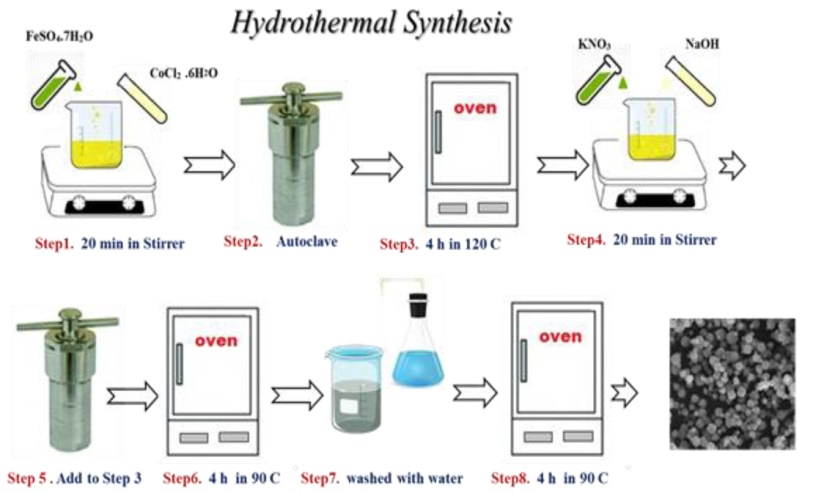 Hydrothermal Synthesis
FeSO₄.7H₂O
CoCl₂ .6H²O
KNO₃
NaOH
oven
Step1. 20 min in Stirrer
Step2. Autoclave
Step3. 4 h in 120 C
Step4. 20 min in Stirrer
oven
oven
Step 5 . Add to Step 3
Step6. 4 h in 90 C
Step7. washed with water
Step8. 4 h in 90 C